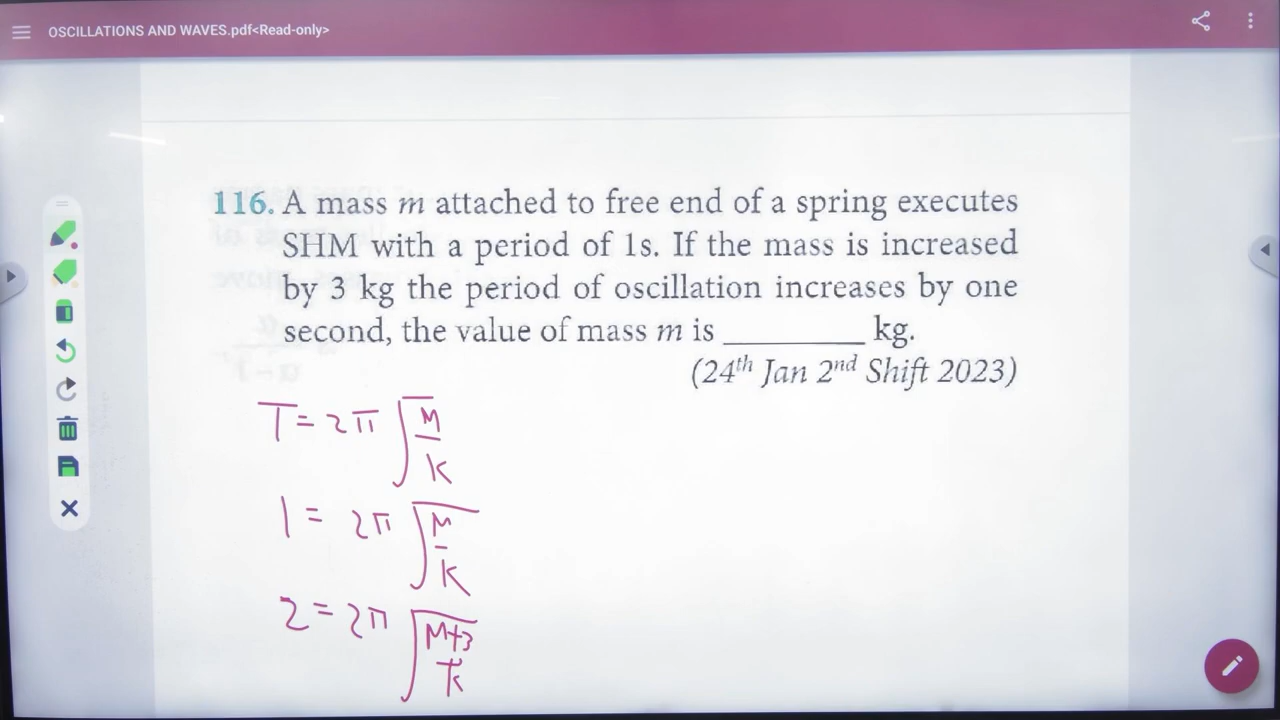 OSCILLATIONS AND WAVES.pdf<Read-only>
116. A mass m attached to free end of a spring executes
SHM with a period of 1s. If the mass is increased
by 3 kg the period of oscillation increases by one
second, the value of mass m is ________ kg.
(24th Jan 2nd Shift 2023)
T = 2π √(M/K)
1 = 2π √(M/K)
2 = 2π √(M+3/K)